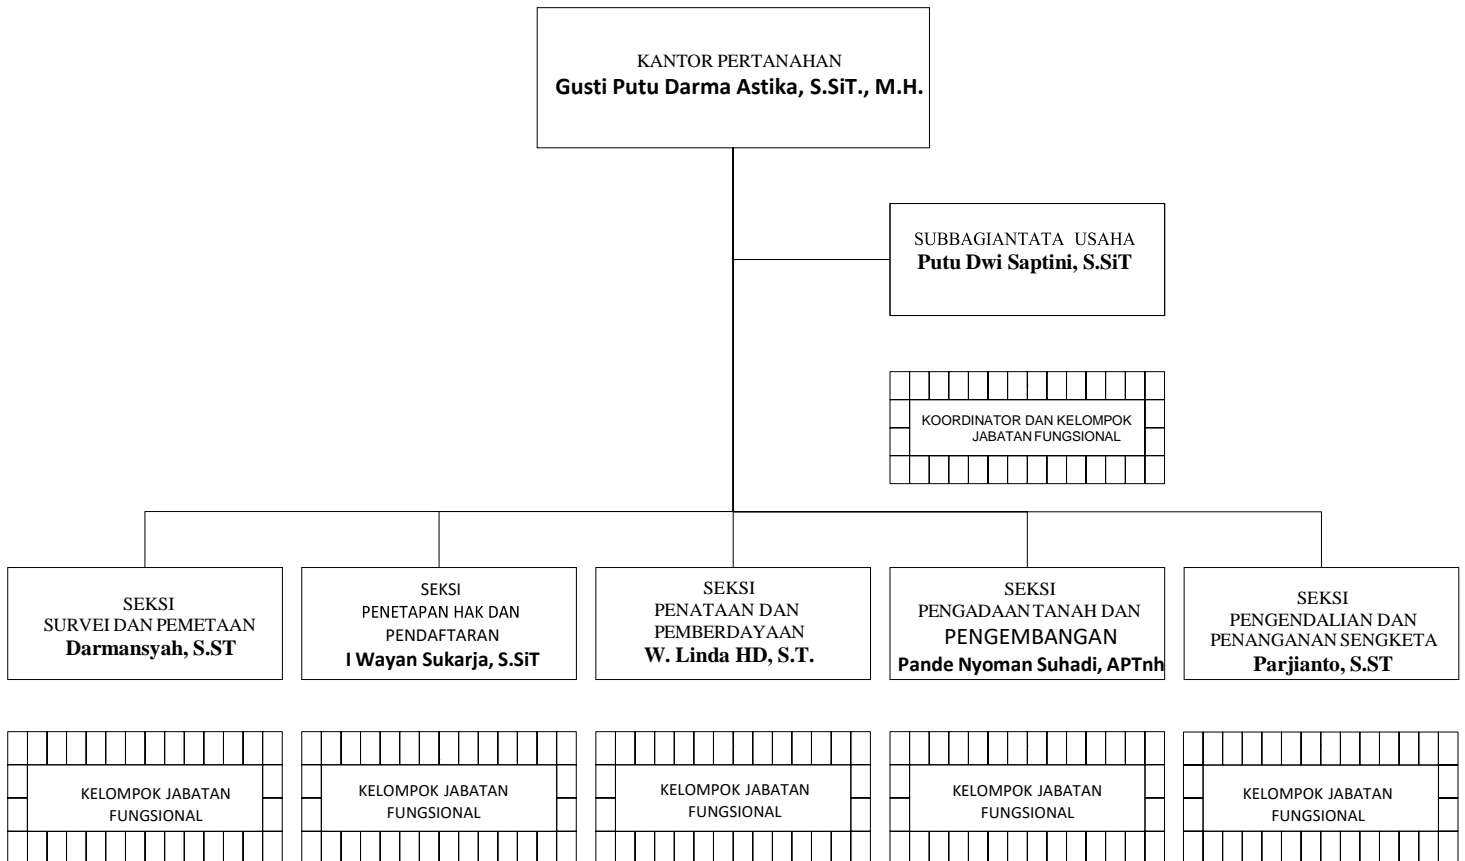 KANTOR PERTANAHAN
Gusti Putu Darma Astika, S.SiT., M.H.
SUBBAGIANTATA USAHA
Putu Dwi Saptini, S.SiT
KOORDINATOR DAN KELOMPOK
JABATAN FUNGSIONAL
SEKSI
SURVEI DAN PEMETAAN
Darmansyah, S.ST
SEKSI
PENETAPAN HAK DAN
PENDAFTARAN
I Wayan Sukarja, S.SiT
SEKSI
PENATAAN DAN
PEMBERDAYAAN
W. Linda HD, S.T.
SEKSI
PENGADAAN TANAH DAN
PENGEMBANGAN
Pande Nyoman Suhadi, APTnh
SEKSI
PENGENDALIAN DAN
PENANGANAN SENGKETA
Parjianto, S.ST
KELOMPOK JABATAN
FUNGSIONAL
KELOMPOK JABATAN
FUNGSIONAL
KELOMPOK JABATAN
FUNGSIONAL
KELOMPOK JABATAN
FUNGSIONAL
KELOMPOK JABATAN
FUNGSIONAL